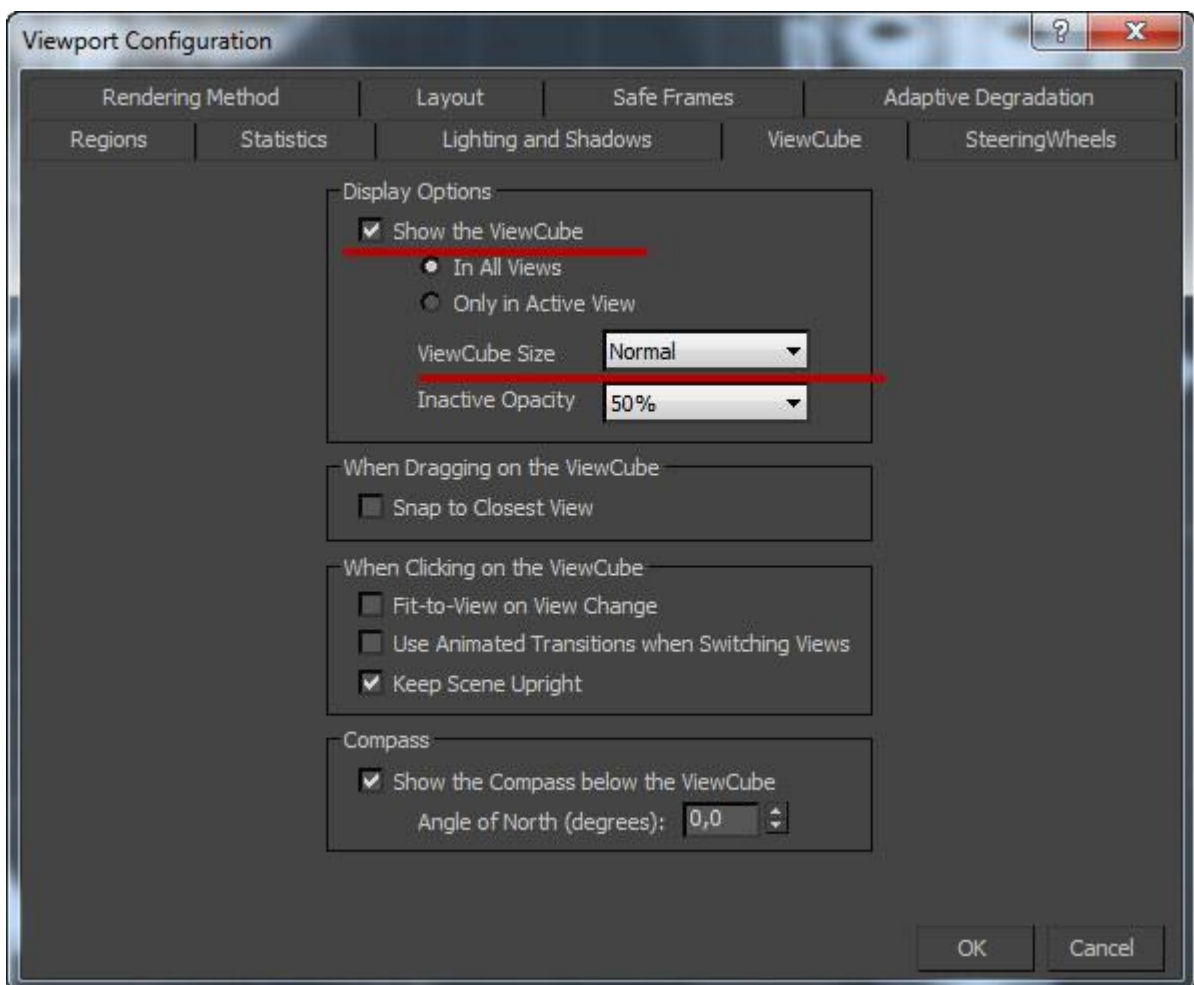 Viewport Configuration
Rendering Method Layout Safe Frames Adaptive Degradation
Regions Statistics Lighting and Shadows ViewCube SteeringWheels
Display Options
Show the ViewCube
In All Views
Only in Active View
ViewCube Size Normal
Inactive Opacity 50%
When Dragging on the ViewCube
Snap to Closest View
When Clicking on the ViewCube
Fit-to-View on View Change
Use Animated Transitions when Switching Views
Keep Scene Upright
Compass
Show the Compass below the ViewCube
Angle of North (degrees): 0,0
OK Cancel